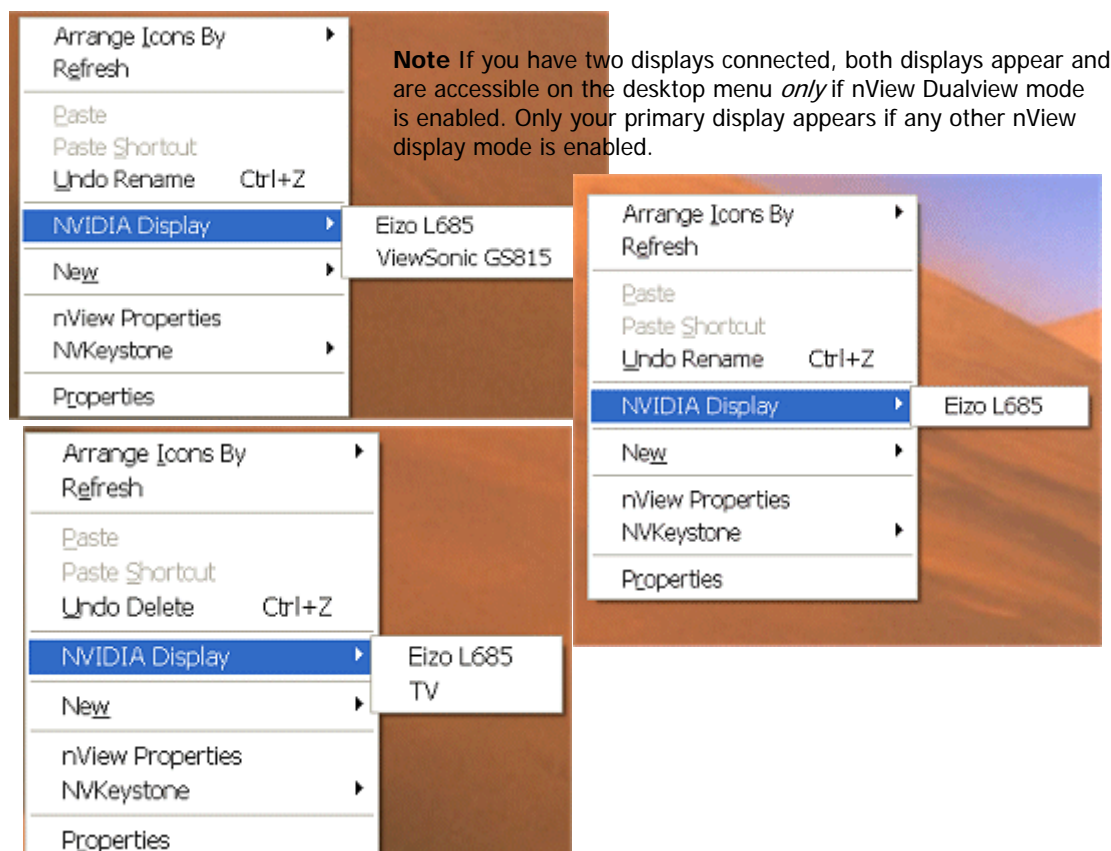 Arrange Icons By
Refresh
Paste
Paste Shortcut
Undo Rename Ctrl+Z
NVIDIA Display
Eizo L685
ViewSonic GS815
New
nView Properties
NVKeystone
Properties
Note If you have two displays connected, both displays appear and
are accessible on the desktop menu only if nView Dualview mode
is enabled. Only your primary display appears if any other nView
display mode is enabled.
Arrange Icons By
Refresh
Paste
Paste Shortcut
Undo Rename Ctrl+Z
NVIDIA Display
Eizo L685
New
nView Properties
NVKeystone
Properties
Arrange Icons By
Refresh
Paste
Paste Shortcut
Undo Delete Ctrl+Z
NVIDIA Display
Eizo L685
TV
New
nView Properties
NVKeystone
Properties